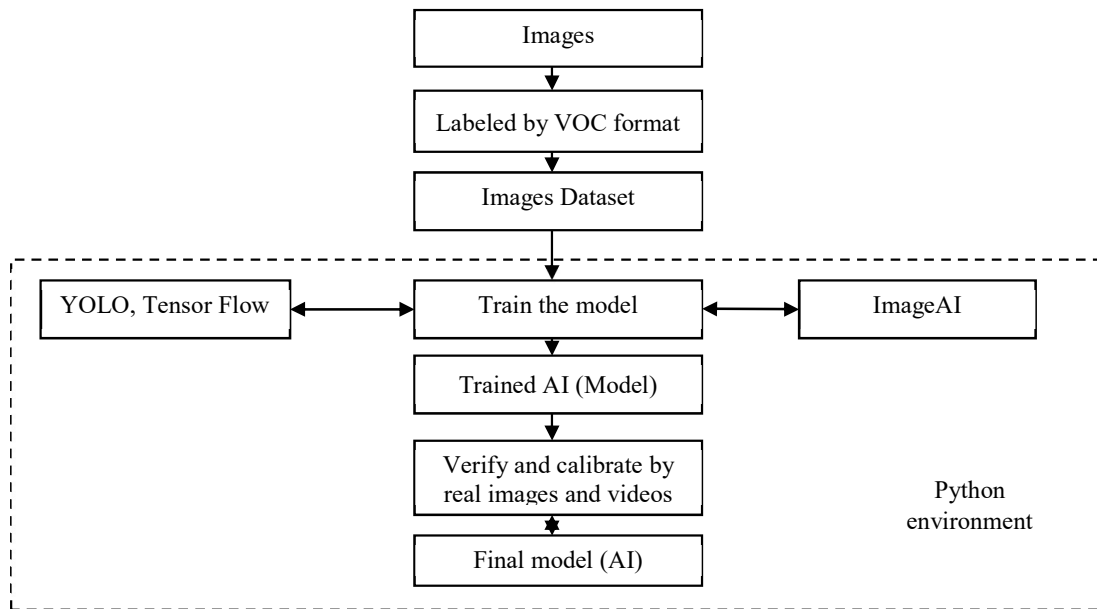 Images
Labeled by VOC format
Images Dataset
YOLO, Tensor Flow
Train the model
ImageAI
Trained AI (Model)
Verify and calibrate by
real images and videos
Python
environment
Final model (AI)